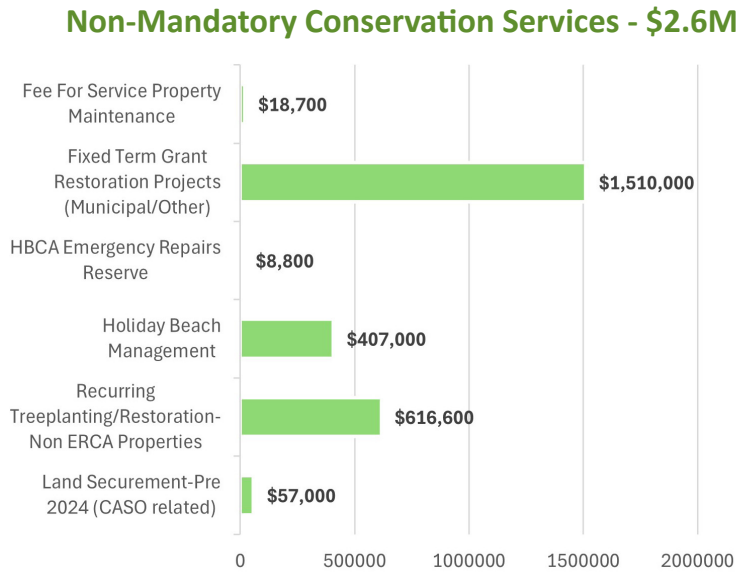 Non-Mandatory Conservation Services - $2.6M
Fee For Service Property
Maintenance
$18,700
Fixed Term Grant
Restoration Projects
(Municipal/Other)
$1,510,000
HBCA Emergency Repairs
Reserve
$8,800
Holiday Beach
Management
$407,000
Recurring
Treeplanting/Restoration-
Non ERCA Properties
$616,600
Land Securement-Pre
2024 (CASO related)
$57,000
0 500000 1000000 1500000 2000000